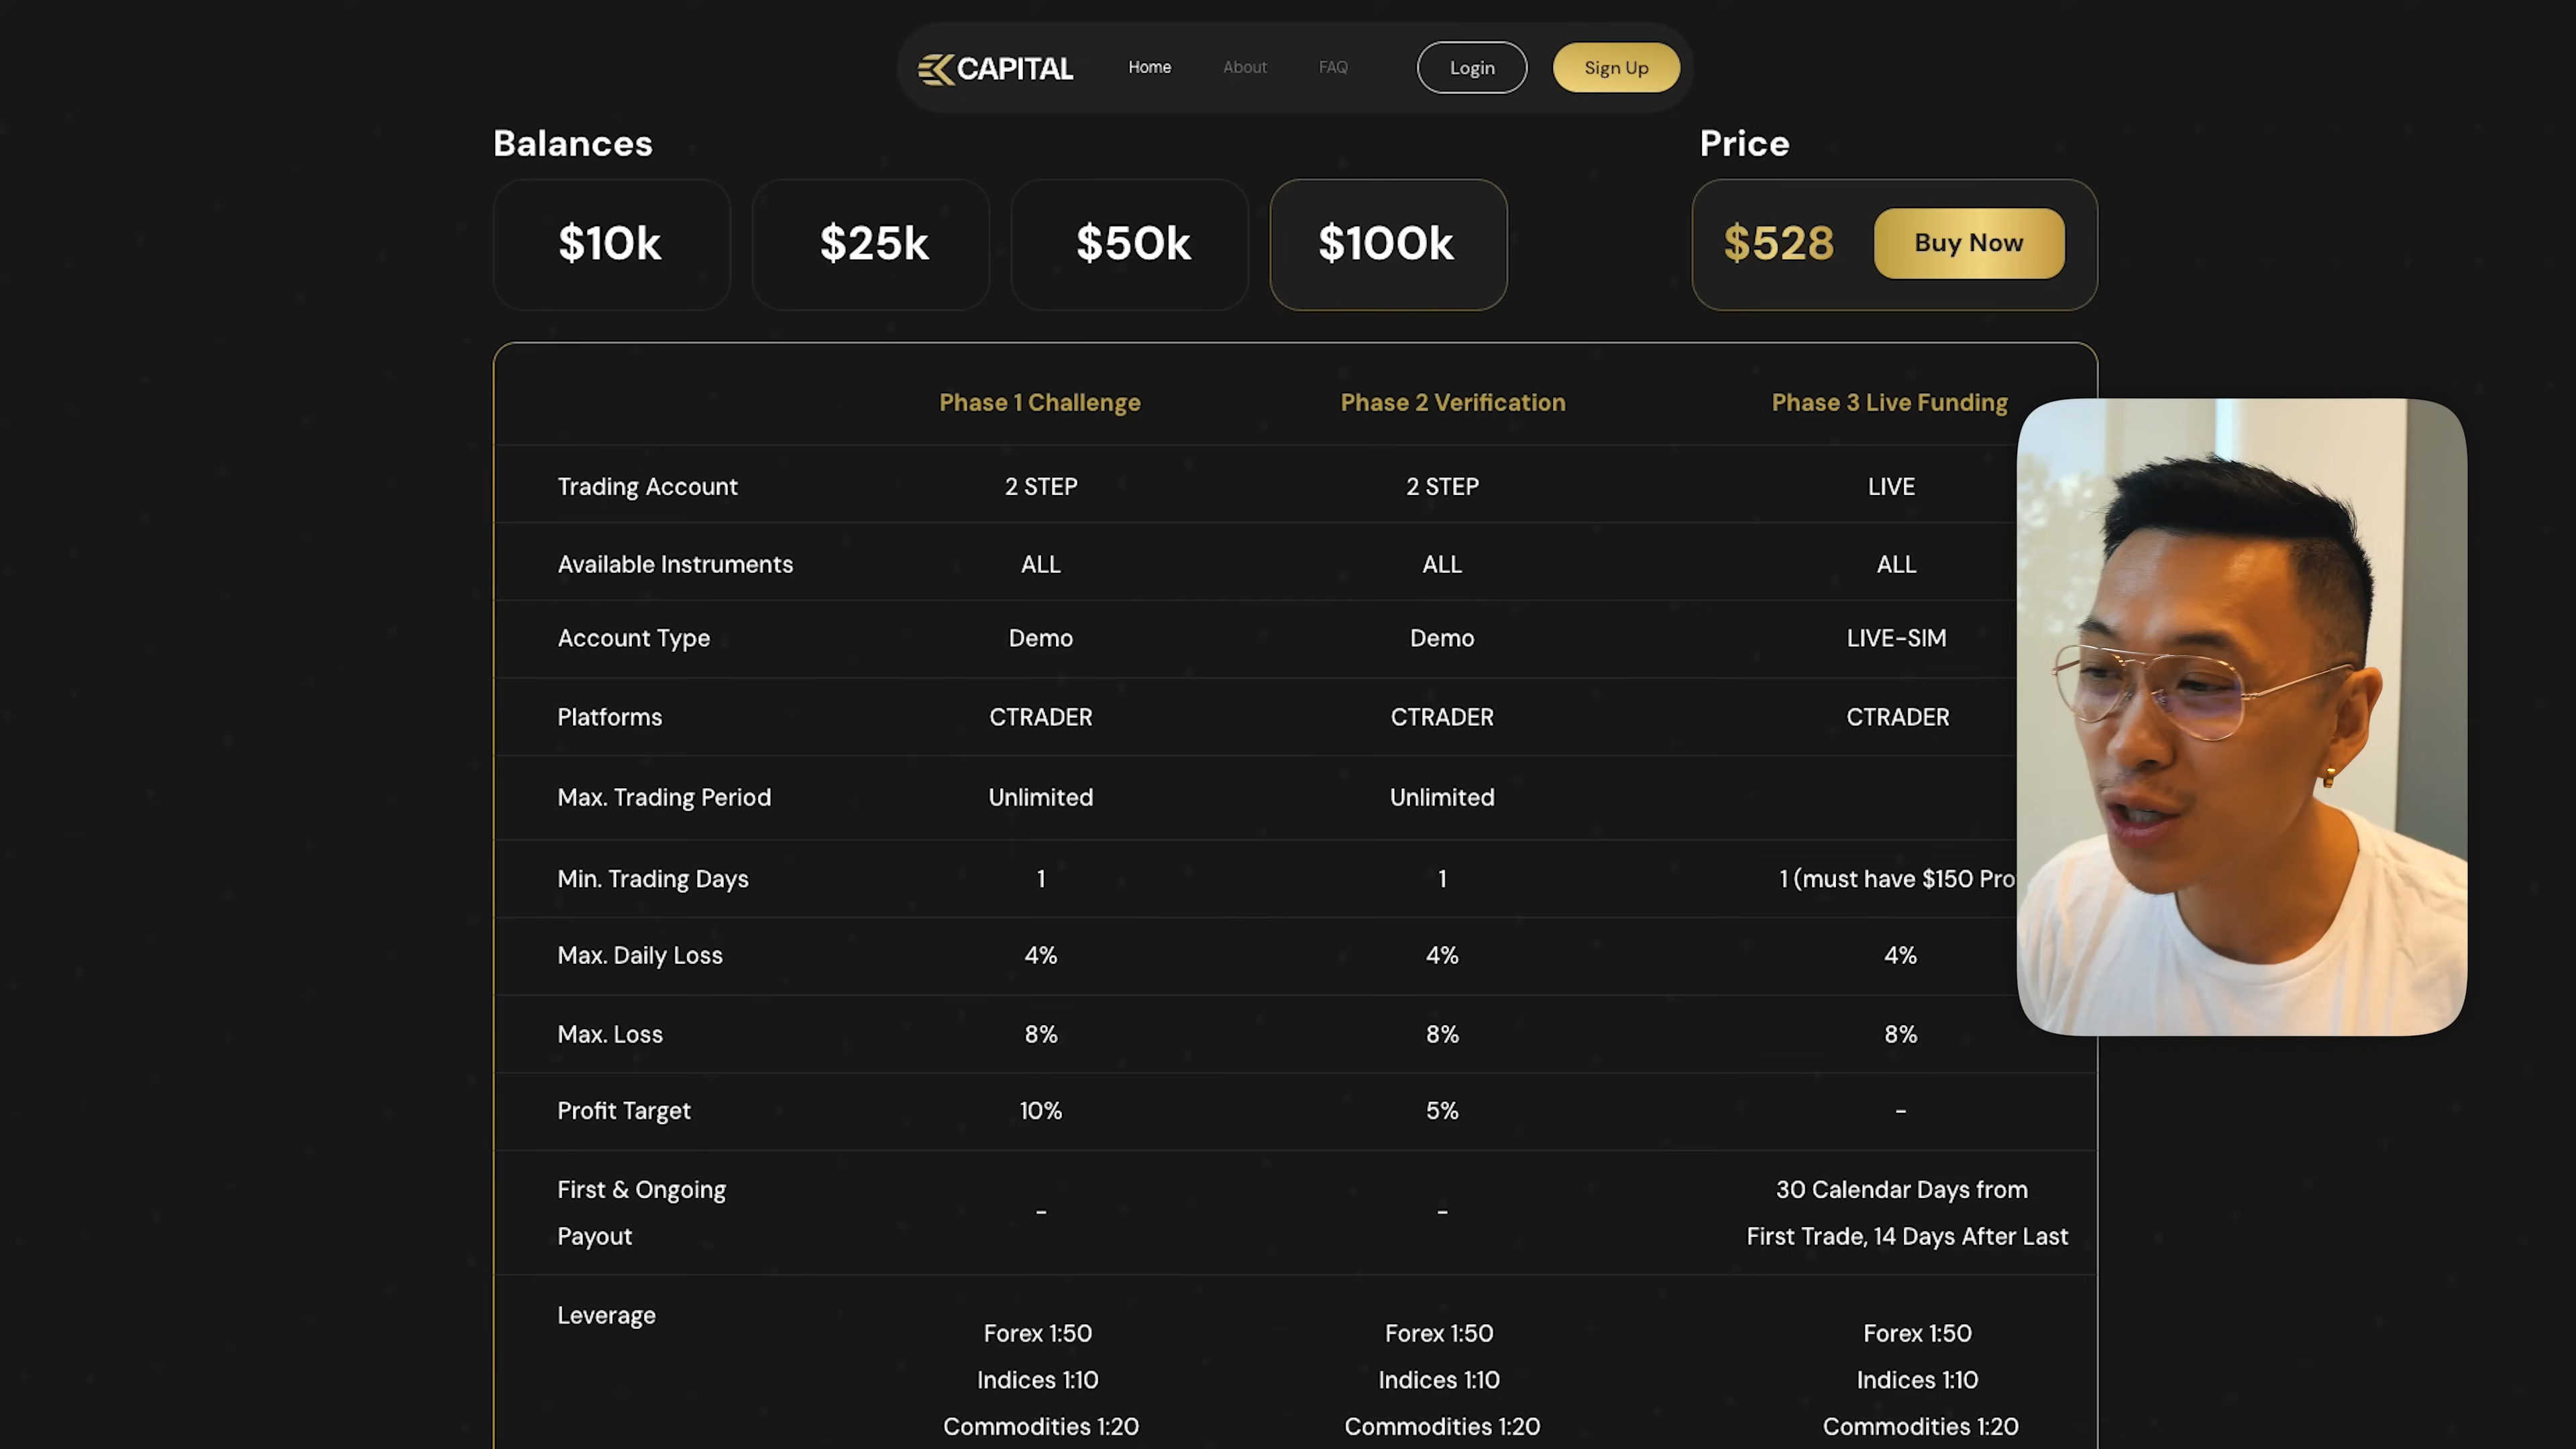 CAPITAL Home About FAQ Login Sign Up
Balances Price
$10k $25k $50k $100k $528 Buy Now
Phase 1 Challenge Phase 2 Verification Phase 3 Live Funding
Trading Account 2 STEP 2 STEP LIVE
Available Instruments ALL ALL ALL
Account Type Demo Demo LIVE-SIM
Platforms CTRADER CTRADER CTRADER
Max. Trading Period Unlimited Unlimited
Min. Trading Days 1 1 1 (must have $150 Pro
Max. Daily Loss 4% 4% 4%
Max. Loss 8% 8% 8%
Profit Target 10% 5% -
First & Ongoing
Payout - - 30 Calendar Days from
First Trade, 14 Days After Last
Leverage
Forex 1:50 Forex 1:50 Forex 1:50
Indices 1:10 Indices 1:10 Indices 1:10
Commodities 1:20 Commodities 1:20 Commodities 1:20